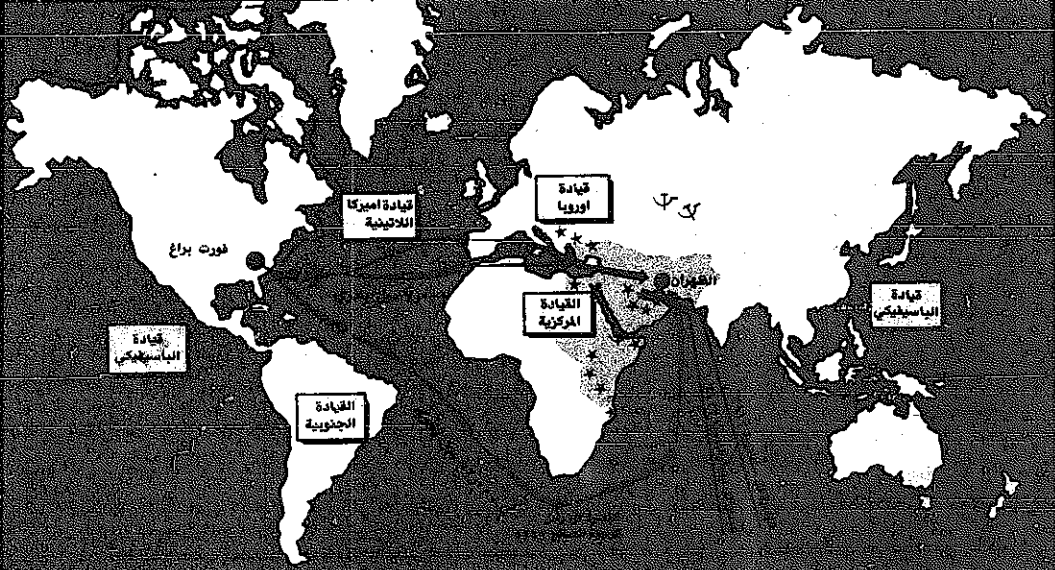 قيادة
اوروبا
قيادة اميركا
اللاتينية
فورت براغ
الظهران
القيادة
المركزية
قيادة
الباسيفيكي
قيادة
الباسيفيكي
القيادة
الجنوبية